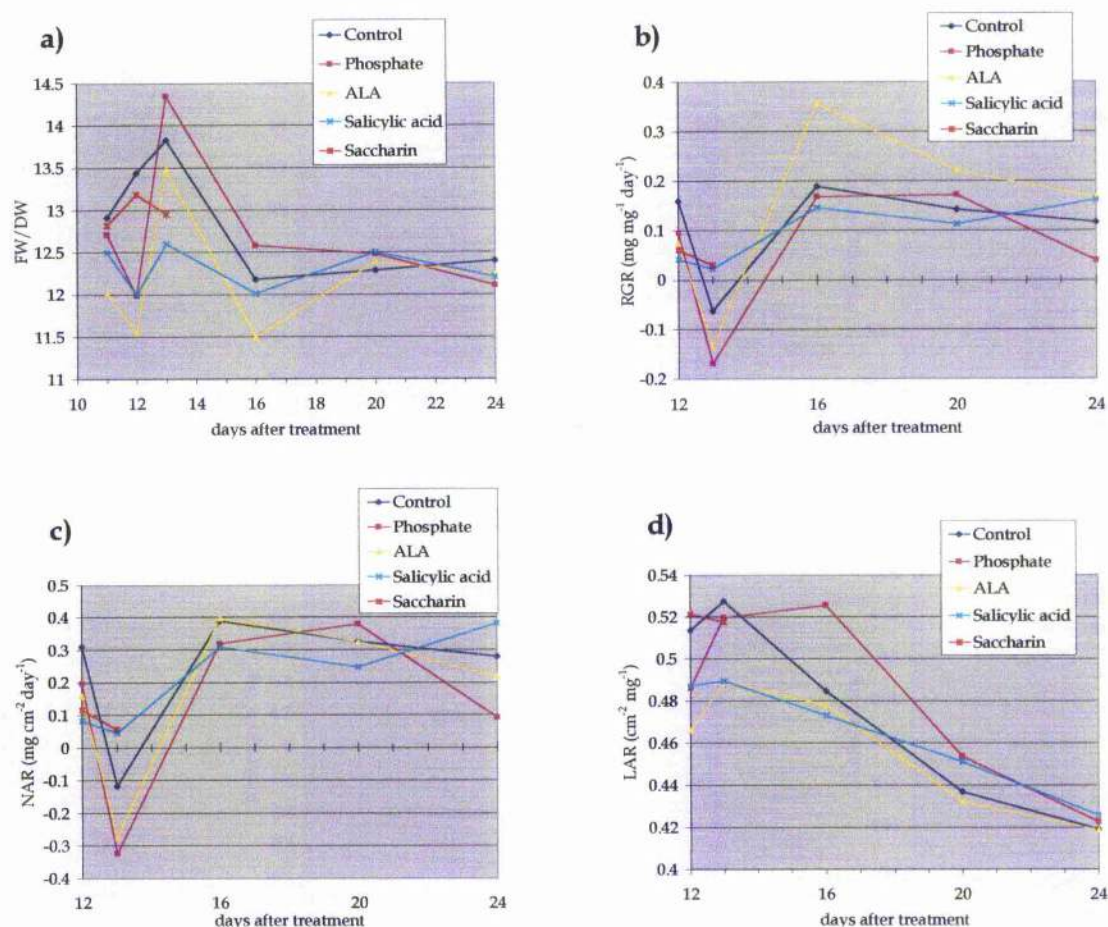 a)
Control
Phosphate
ALA
Salicylic acid
Saccharin
14.5
14
13.5
13
12.5
12
11.5
11
FW/DW
10 12 14 16 18 20 22 24
days after treatment
b)
Control
Phosphate
ALA
Salicylic acid
Saccharin
0.4
0.3
0.2
0.1
0
-0.1
-0.2
RGR (mg mg⁻¹ day⁻¹)
12 16 20 24
days after treatment
c)
Control
Phosphate
ALA
Salicylic acid
Saccharin
0.5
0.4
0.3
0.2
0.1
0
-0.1
-0.2
-0.3
-0.4
NAR (mg cm⁻² day⁻¹)
12 16 20 24
days after treatment
d)
Control
Phosphate
ALA
Salicylic acid
Saccharin
0.54
0.52
0.5
0.48
0.46
0.44
0.42
0.4
LAR (cm⁻² mg⁻¹)
12 16 20 24
days after treatment